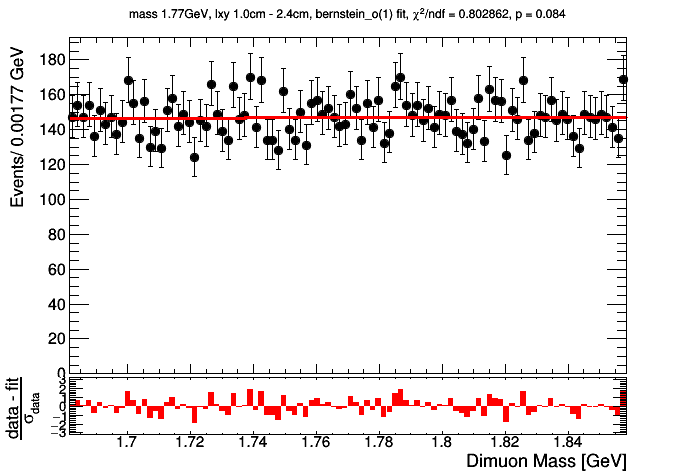 mass 1.77GeV, lxy 1.0cm - 2.4cm, bernstein_o(1) fit, χ²/ndf = 0.802862, p = 0.084
Events/ 0.00177 GeV
180
160
140
120
100
80
60
40
20
0
data - fit
σdata
3
2
1
0
−1
−2
−3
1.7 1.72 1.74 1.76 1.78 1.8 1.82 1.84
Dimuon Mass [GeV]